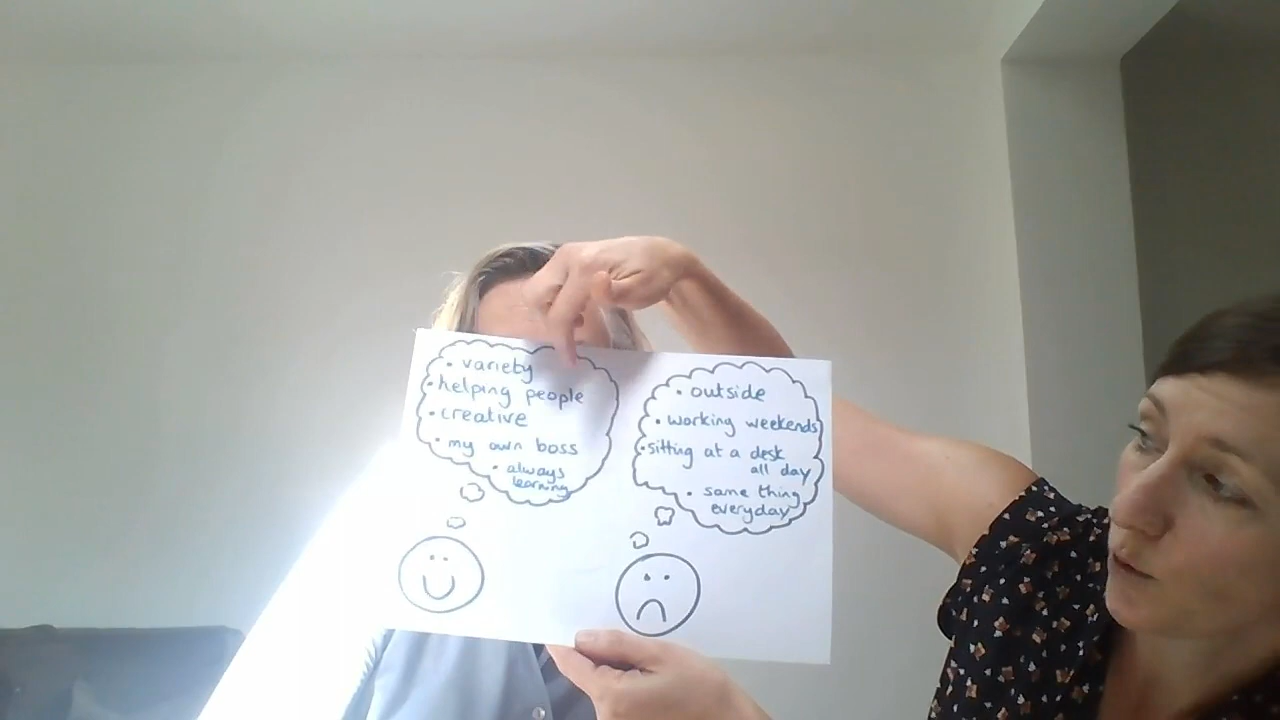 • variety
• helping people
• creative
• my own boss
• always
learning
• outside
• working weekends
• sitting at a desk
all day
• same thing
everyday